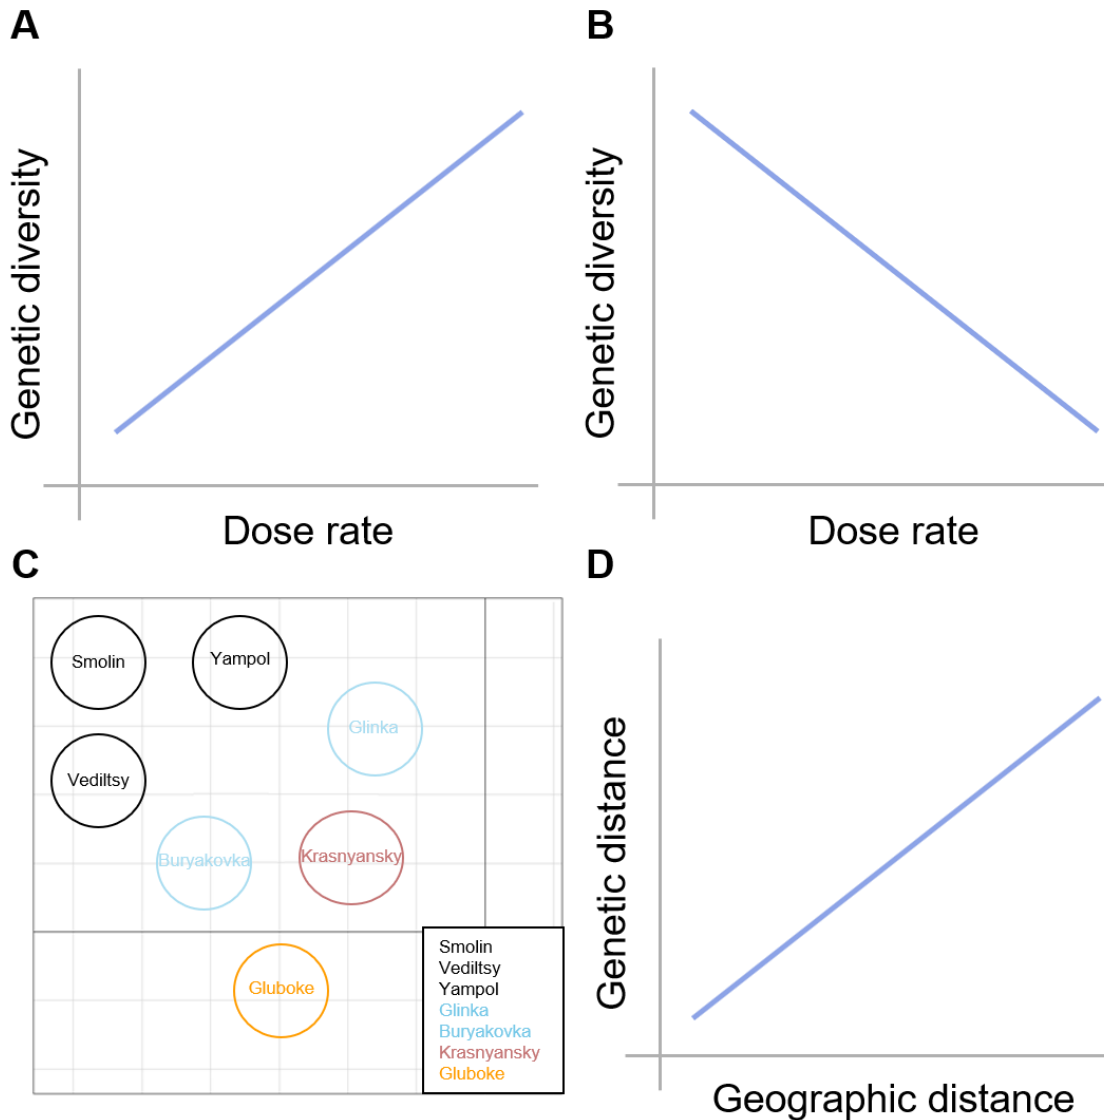 A
Genetic diversity
Dose rate
B
Genetic diversity
Dose rate
C
Smolin
Yampol
Glinka
Vediltsy
Buryakovka
Krasnyansky
Gluboke
Smolin
Vediltsy
Yampol
Glinka
Buryakovka
Krasnyansky
Gluboke
D
Genetic distance
Geographic distance